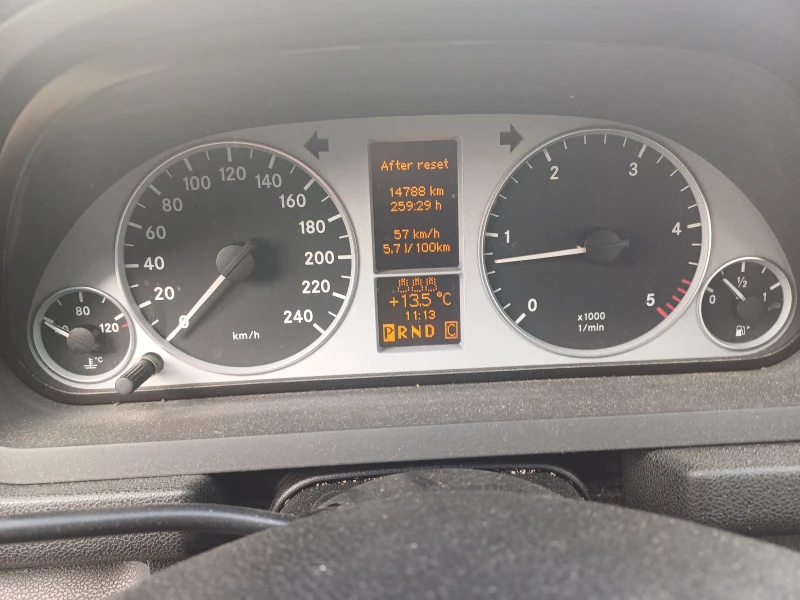 0
20
40
60
80
100
120
140
160
180
200
220
240
km/h
80
120
°C
After reset
14788 km
259:29 h
57 km/h
5.7 l/100km
+13.5 °C
11:13
PRND C
0
1
2
3
4
5
x1000
1/min
0
1/2
1